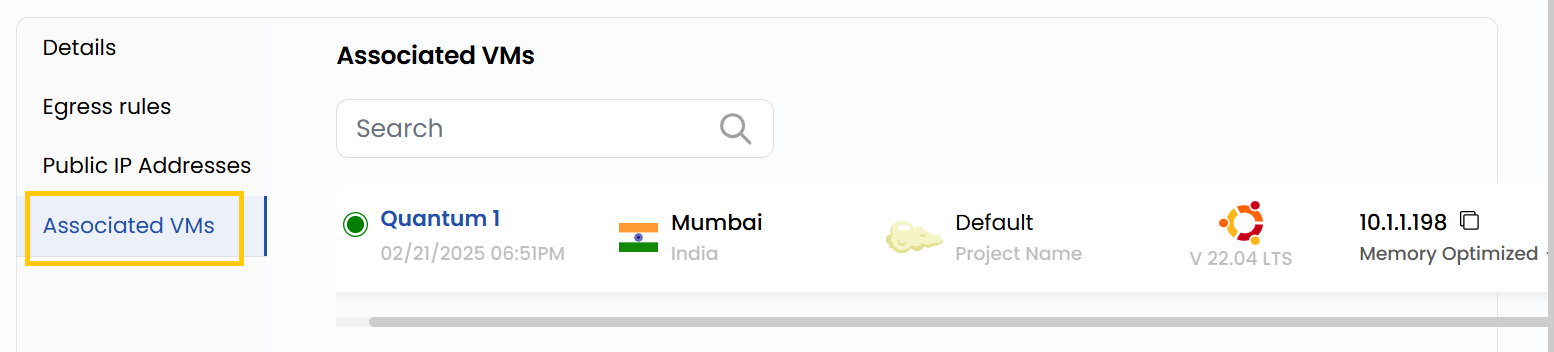 Details
Egress rules
Public IP Addresses
Associated VMs
Associated VMs
Search
Quantum 1
02/21/2025 06:51PM
Mumbai
India
Default
Project Name
V 22.04 LTS
10.1.1.198
Memory Optimized